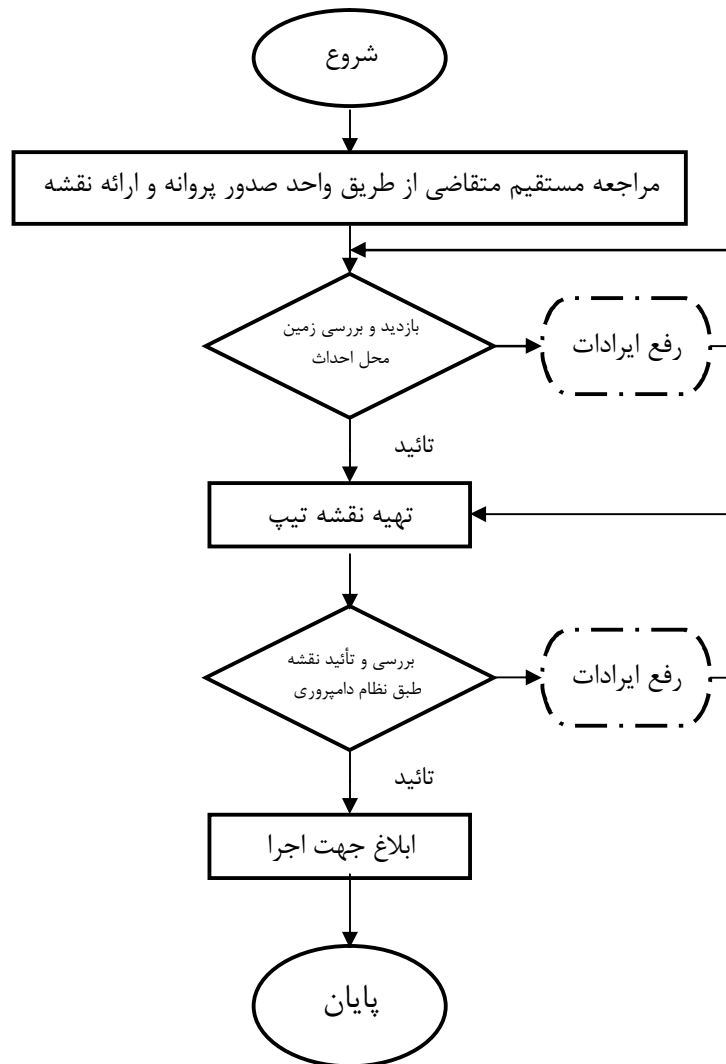 شروع
مراجعه مستقیم متقاضی از طریق واحد صدور پروانه و ارائه نقشه
بازدید و بررسی زمین
محل احداث
رفع ایرادات
تائید
تهیه نقشه تیپ
بررسی و تأئید نقشه
طبق نظام دامپروری
رفع ایرادات
تائید
ابلاغ جهت اجرا
پایان